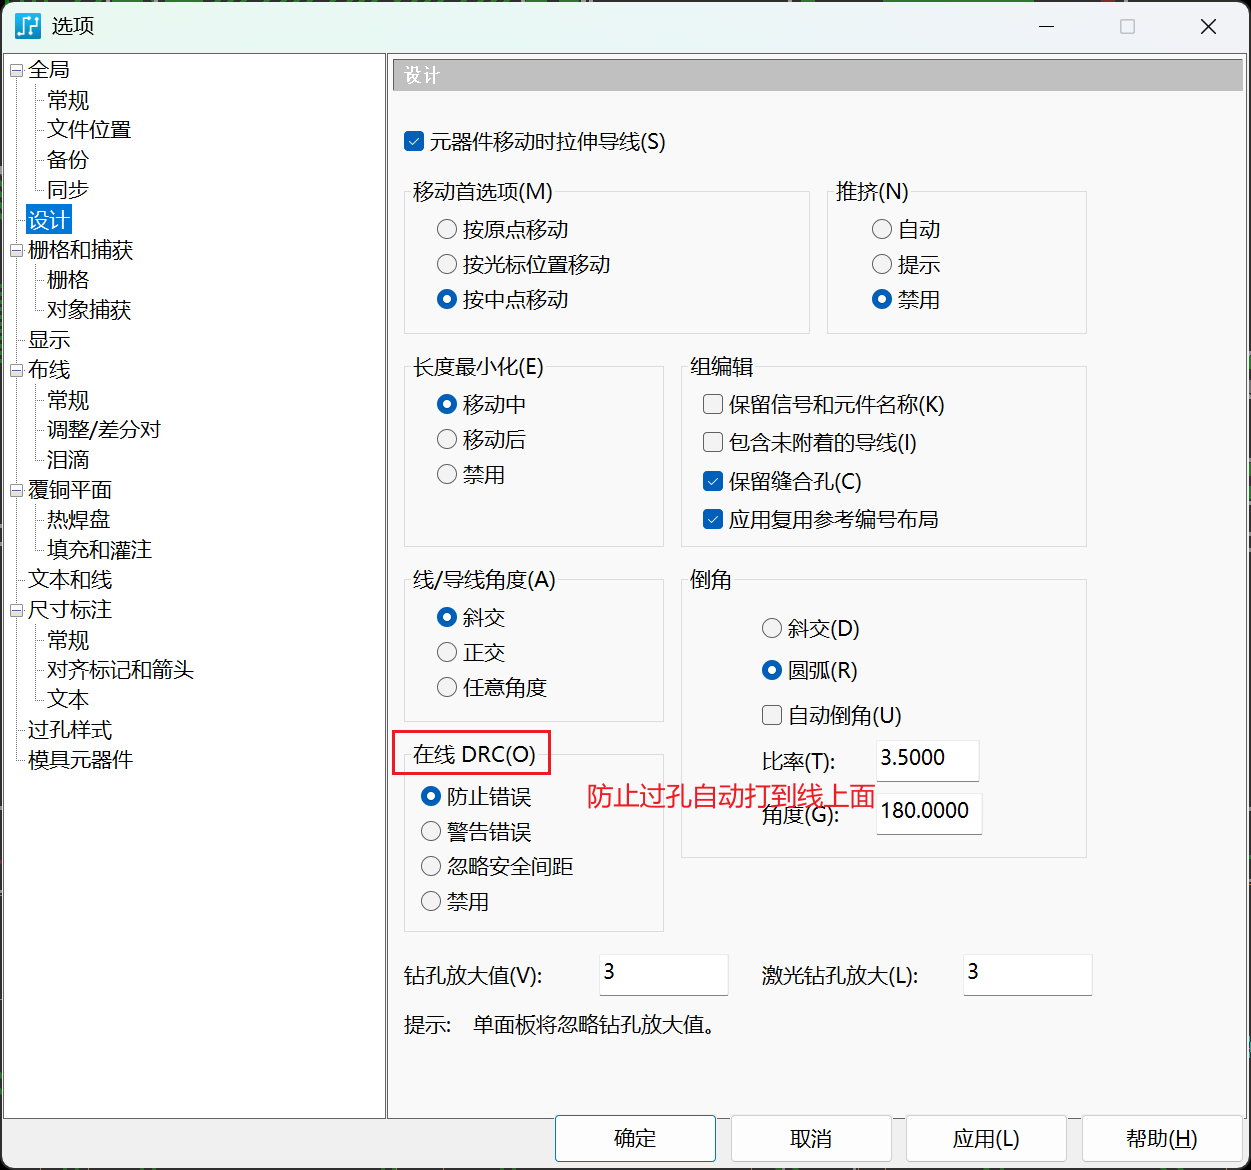 选项
全局
常规
文件位置
备份
同步
设计
栅格和捕获
栅格
对象捕获
显示
布线
常规
调整/差分对
泪滴
覆铜平面
热焊盘
填充和灌注
文本和线
尺寸标注
常规
对齐标记和箭头
文本
过孔样式
模具元器件
设计
元器件移动时拉伸导线(S)
移动首选项(M)
按原点移动
按光标位置移动
按中点移动
推挤(N)
自动
提示
禁用
长度最小化(E)
移动中
移动后
禁用
组编辑
保留信号和元件名称(K)
包含未附着的导线(I)
保留缝合孔(C)
应用复用参考编号布局
线/导线角度(A)
斜交
正交
任意角度
倒角
斜交(D)
圆弧(R)
自动倒角(U)
比率(T): 3.5000
角度(G): 180.0000
在线 DRC(O)
防止错误
警告错误
忽略安全间距
禁用
防止过孔自动打到线上面
钻孔放大值(V): 3
激光钻孔放大(L): 3
提示: 单面板将忽略钻孔放大值。
确定
取消
应用(L)
帮助(H)